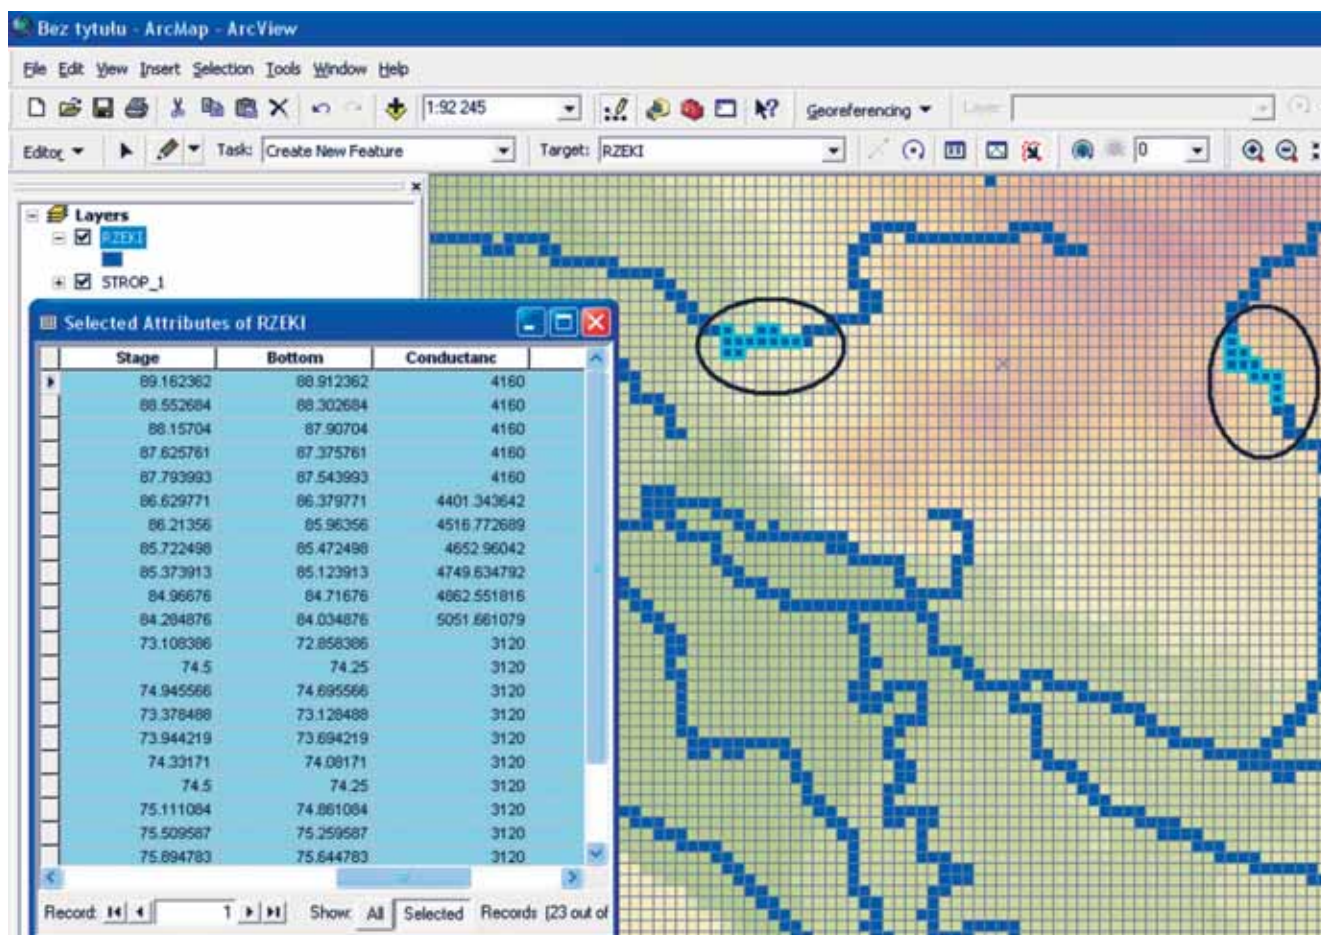 Bez tytułu - ArcMap - ArcView
File Edit View Insert Selection Tools Window Help
1:92 245 Georeferencing Layer:
Editor Task: Create New Feature Target: RZEKI 0
Layers
RZEKI
STROP_1
Selected Attributes of RZEKI
Stage Bottom Conductanc
89.162362 88.912362 4160
88.552684 88.302684 4160
88.15704 87.90704 4160
87.625761 87.375761 4160
87.793993 87.543993 4160
86.629771 86.379771 4401.343642
86.21356 85.96356 4516.772689
85.722498 85.472498 4652.96042
85.373913 85.123913 4749.634792
84.96676 84.71676 4862.551816
84.284876 84.034876 5051.661079
73.108386 72.858386 3120
74.5 74.25 3120
74.945566 74.695566 3120
73.378488 73.128488 3120
73.944219 73.694219 3120
74.33171 74.08171 3120
74.5 74.25 3120
75.111084 74.861084 3120
75.509587 75.259587 3120
75.894783 75.644783 3120
Record: 1 Show: All Selected Records (23 out of